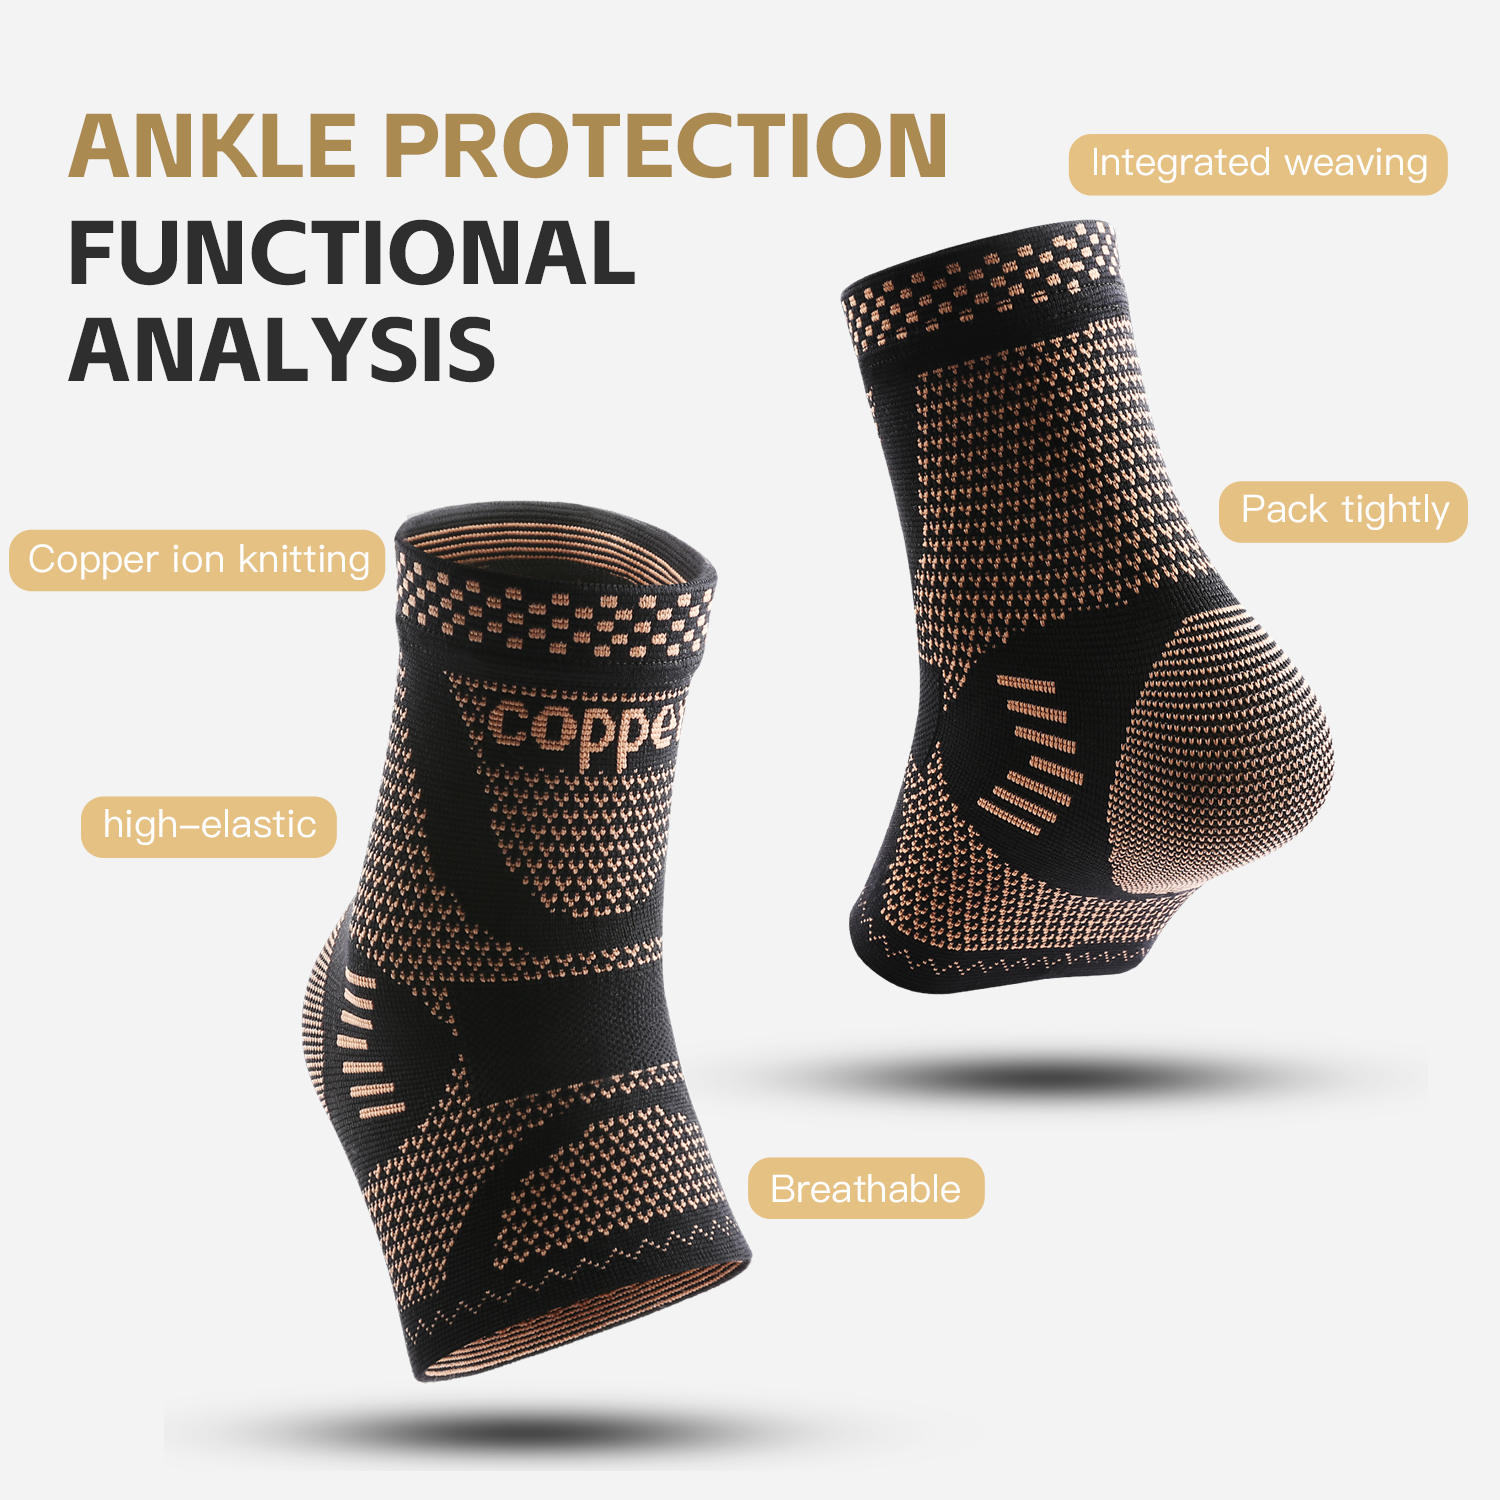 ANKLE PROTECTION
FUNCTIONAL
ANALYSIS
Integrated weaving
Pack tightly
Copper ion knitting
coppe
high-elastic
Breathable